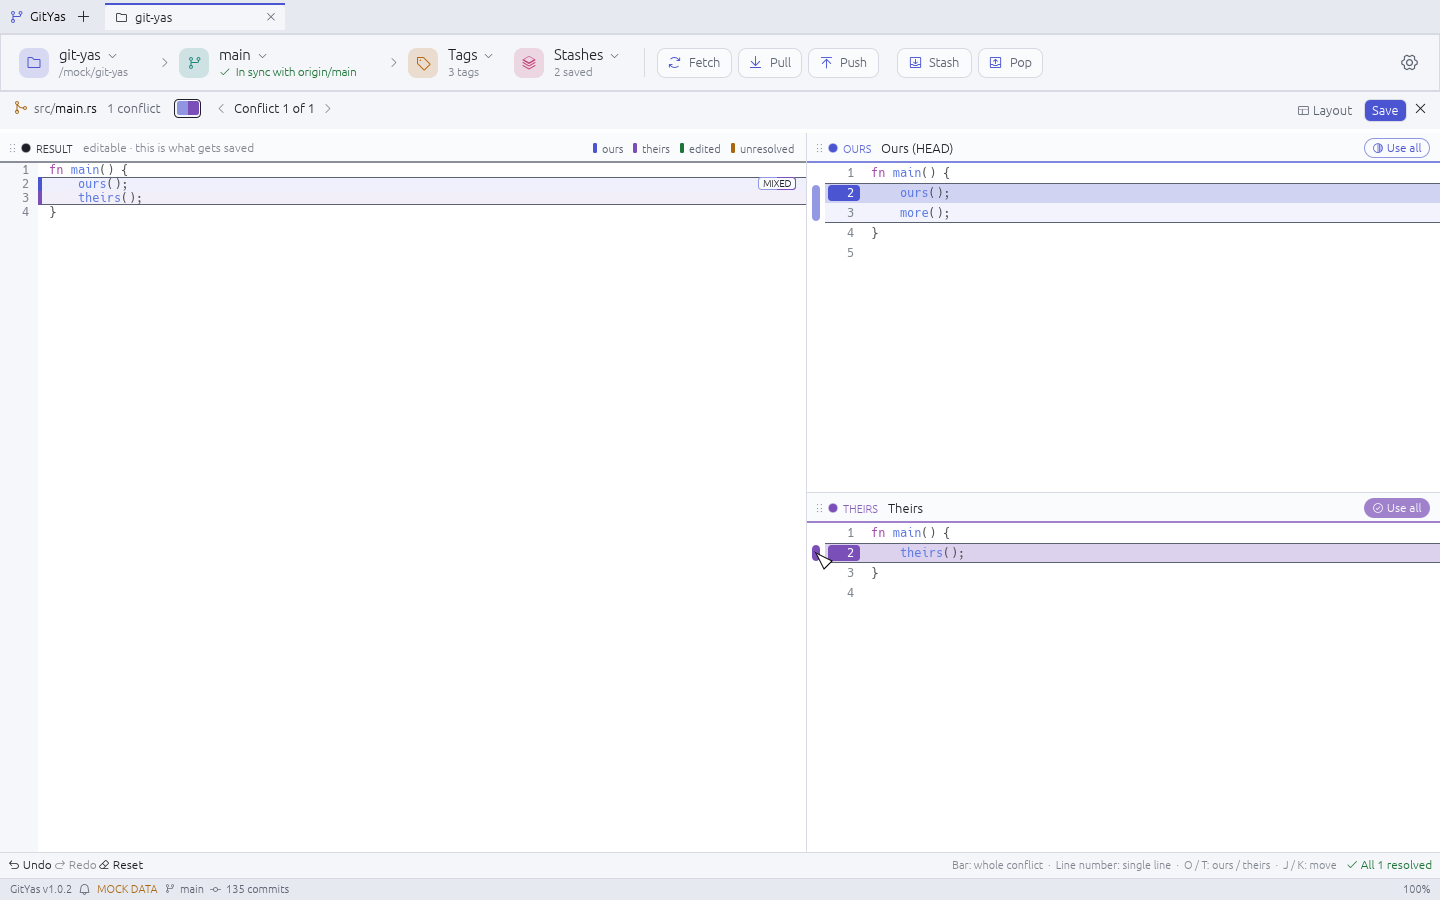 GitYas
git-yas
git-yas
/mock/git-yas
main
In sync with origin/main
Tags
3 tags
Stashes
2 saved
Fetch
Pull
Push
Stash
Pop
src/main.rs 1 conflict
Conflict 1 of 1
Layout
Save
RESULT editable · this is what gets saved
ours theirs edited unresolved
1 fn main() {
2 ours();
MIXED
3 theirs();
4 }
OURS Ours (HEAD)
Use all
1 fn main() {
2 ours();
3 more();
4 }
5
THEIRS Theirs
Use all
1 fn main() {
2 theirs();
3 }
4
Undo Redo Reset
Bar: whole conflict · Line number: single line · O / T: ours / theirs · J / K: move
All 1 resolved
GitYas v1.0.2 MOCK DATA main 135 commits
100%